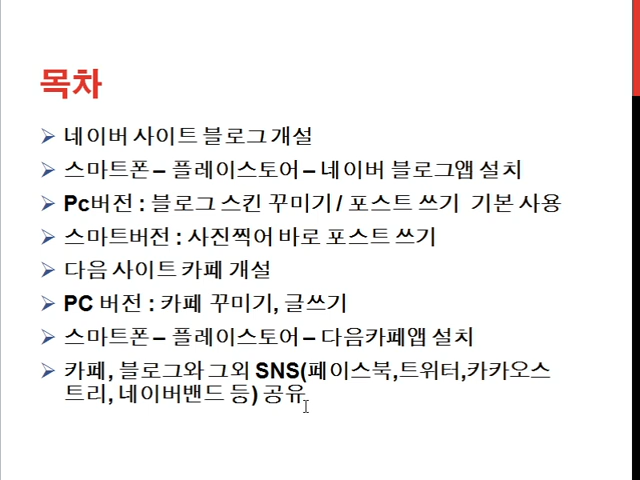 목차
네이버 사이트 블로그 개설
스마트폰 – 플레이스토어 – 네이버 블로그앱 설치
Pc버전 : 블로그 스킨 꾸미기 / 포스트 쓰기 기본 사용
스마트버전 : 사진찍어 바로 포스트 쓰기
다음 사이트 카페 개설
PC 버전 : 카페 꾸미기, 글쓰기
스마트폰 – 플레이스토어 – 다음카페앱 설치
카페, 블로그와 그외 SNS(페이스북,트위터,카카오스
트리, 네이버밴드 등) 공유